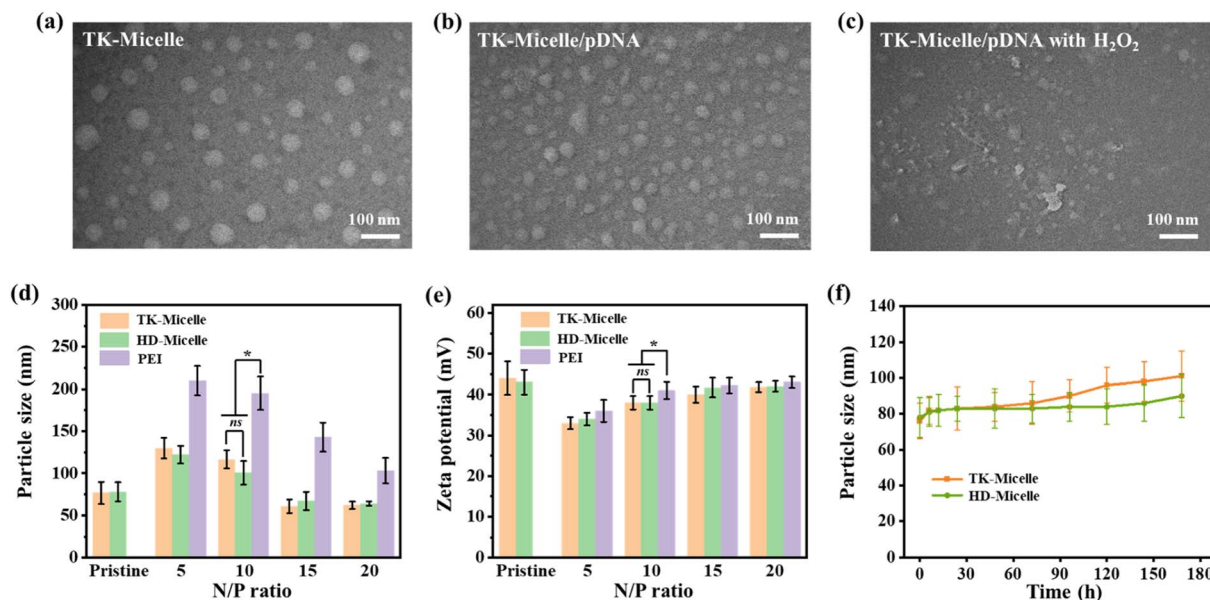 (a)
TK-Micelle
100 nm
(b)
TK-Micelle/pDNA
100 nm
(c)
TK-Micelle/pDNA with H₂O₂
100 nm
(d)
300
250
200
150
100
50
0
Particle size (nm)
TK-Micelle
HD-Micelle
PEI
*
ns
Pristine 5 10 15 20
N/P ratio
(e)
60
50
40
30
20
10
0
Zeta potential (mV)
TK-Micelle
HD-Micelle
PEI
*
ns
Pristine 5 10 15 20
N/P ratio
(f)
140
120
100
80
60
40
20
0
Particle size (nm)
TK-Micelle
HD-Micelle
0 30 60 90 120 150 180
Time (h)